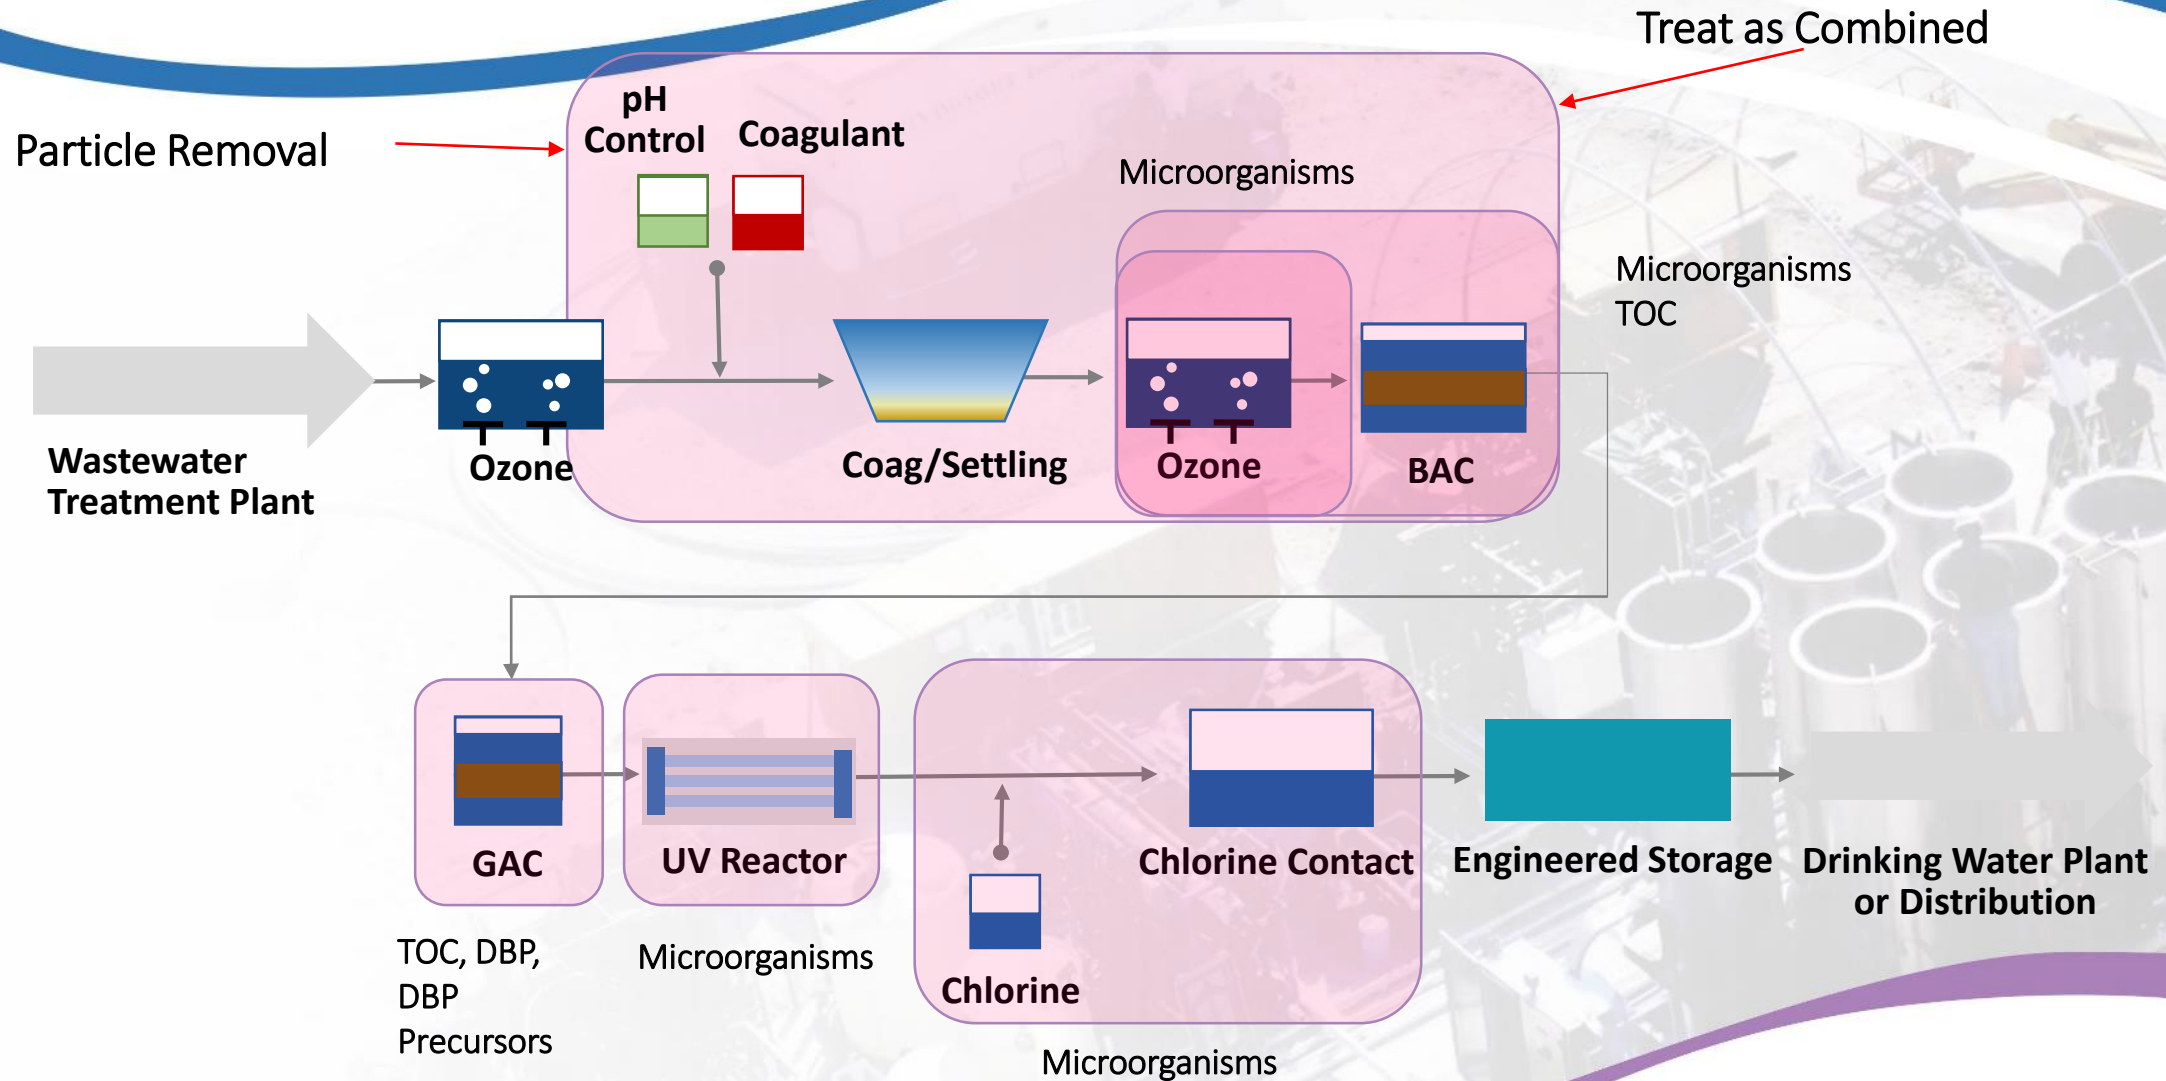 Treat as Combined
Particle Removal
pH
Control
Coagulant
Microorganisms
Microorganisms
TOC
Wastewater
Treatment Plant
Ozone
Coag/Settling
Ozone
BAC
GAC
UV Reactor
Chlorine Contact
Engineered Storage
Drinking Water Plant
or Distribution
TOC, DBP,
DBP
Precursors
Microorganisms
Chlorine
Microorganisms